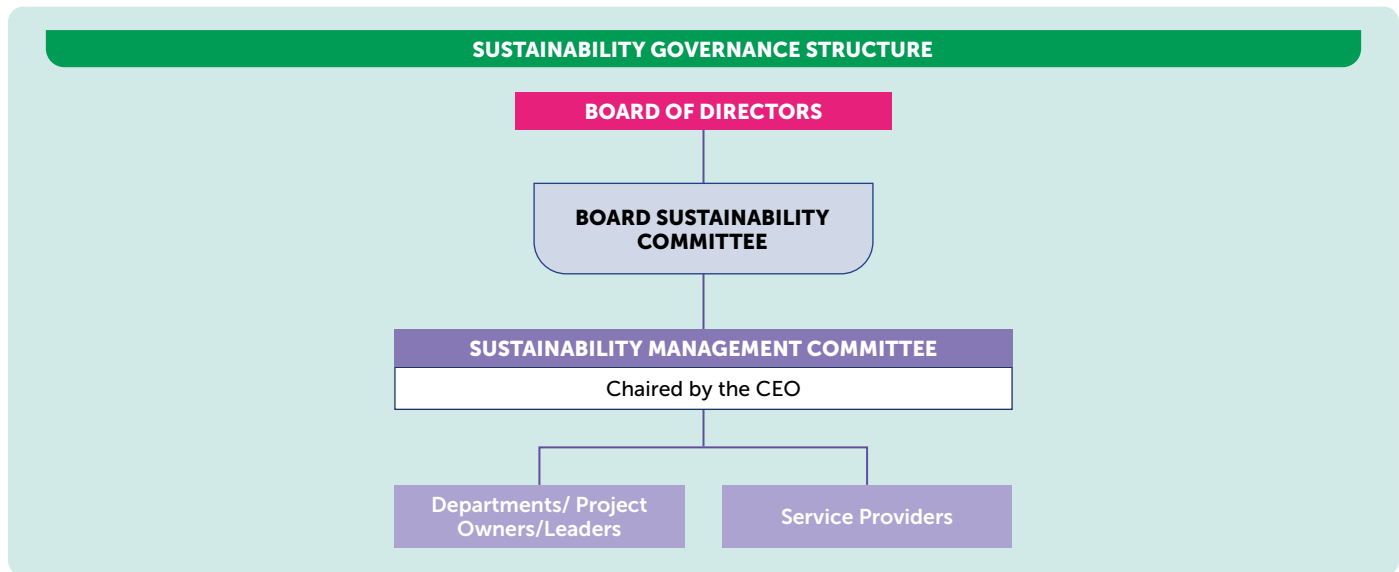 SUSTAINABILITY GOVERNANCE STRUCTURE
BOARD OF DIRECTORS
BOARD SUSTAINABILITY
COMMITTEE
SUSTAINABILITY MANAGEMENT COMMITTEE
Chaired by the CEO
Departments/ Project
Owners/Leaders
Service Providers